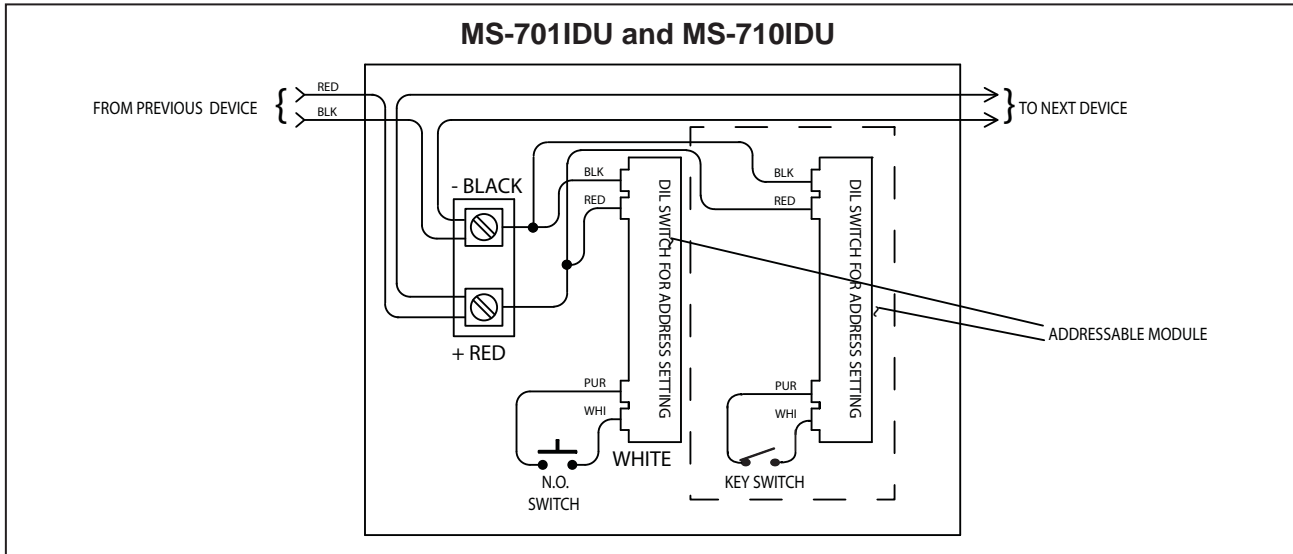 MS-701IDU and MS-710IDU
RED
FROM PREVIOUS DEVICE
BLK
TO NEXT DEVICE
- BLACK
BLK
RED
DIL SWITCH FOR ADDRESS SETTING
BLK
RED
DIL SWITCH FOR ADDRESS SETTING
+ RED
ADDRESSABLE MODULE
PUR
WHI
WHITE
N.O.
SWITCH
PUR
WHI
KEY SWITCH